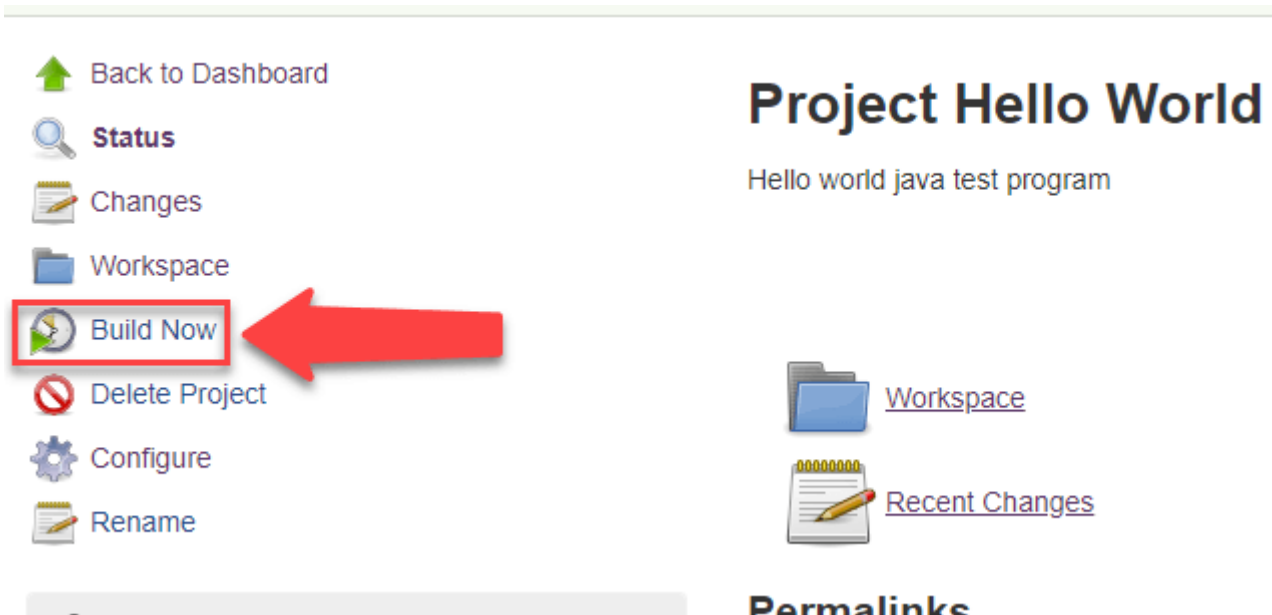 Back to Dashboard
Status
Changes
Workspace
Build Now
Delete Project
Configure
Rename
Project Hello World
Hello world java test program
Workspace
Recent Changes
Permalinks